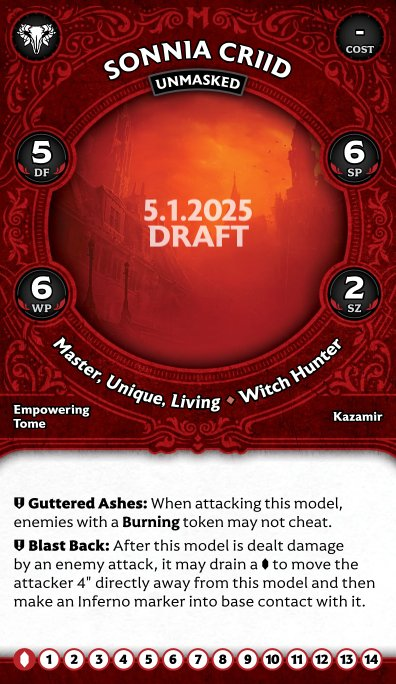 SONNIA CRIID
UNMASKED
-
COST
5
DF
6
SP
5.1.2025
DRAFT
6
WP
2
SZ
Master, Unique, Living ♦ Witch Hunter
Empowering
Tome
Kazamir
Guttered Ashes: When attacking this model,
enemies with a Burning token may not cheat.
Blast Back: After this model is dealt damage
by an enemy attack, it may drain a to move the
attacker 4" directly away from this model and then
make an Inferno marker into base contact with it.
1 2 3 4 5 6 7 8 9 10 11 12 13 14